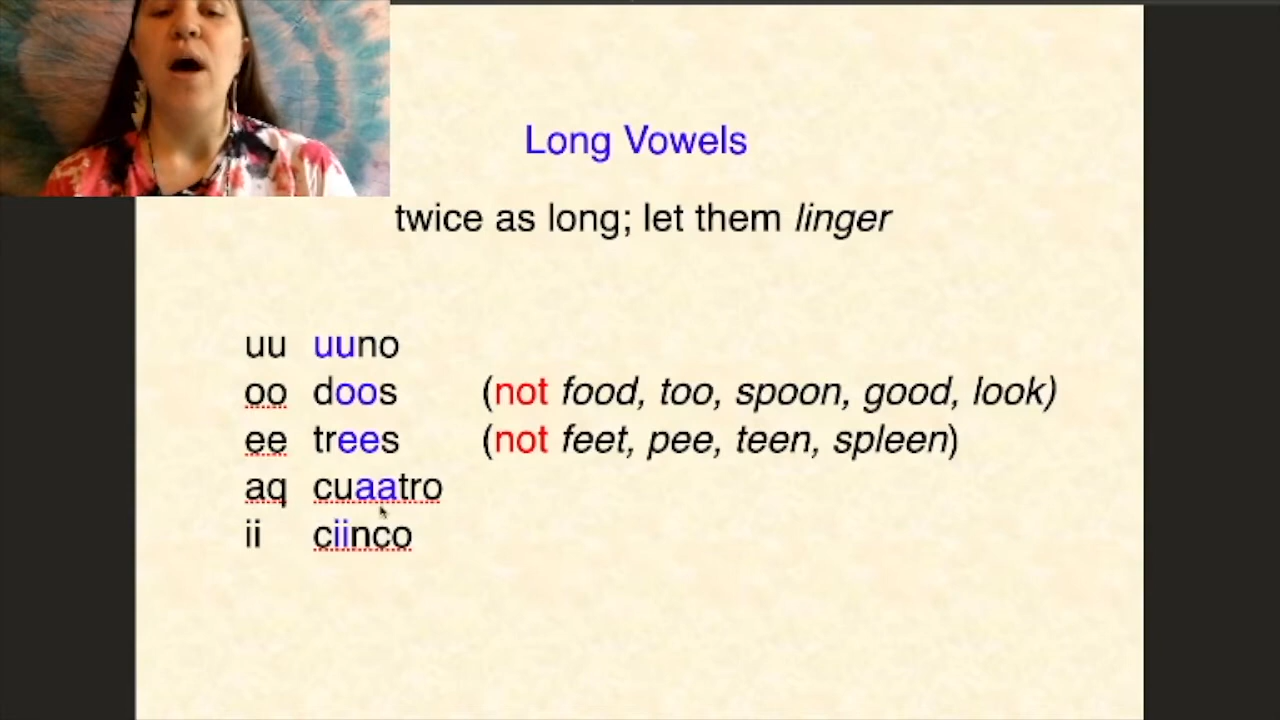 Long Vowels
twice as long; let them linger
uu uuno
oo doos (not food, too, spoon, good, look)
ee trees (not feet, pee, teen, spleen)
aq cuaatro
ii ciinco